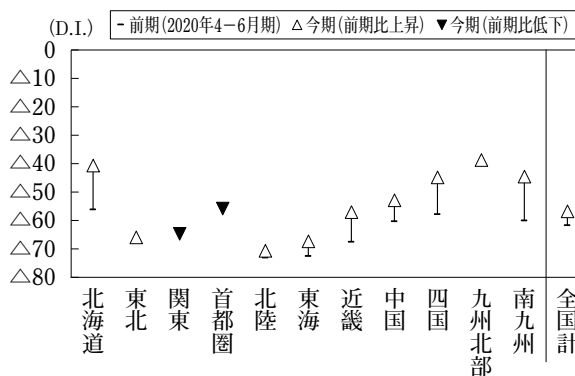 (D.I.)
- 前期(2020年4－6月期) △今期(前期比上昇) ▼今期(前期比低下)
0
△10
△20
△30
△40
△50
△60
△70
△80
北海道
東北
関東
首都圏
北陸
東海
近畿
中国
四国
九州北部
南九州
全国計